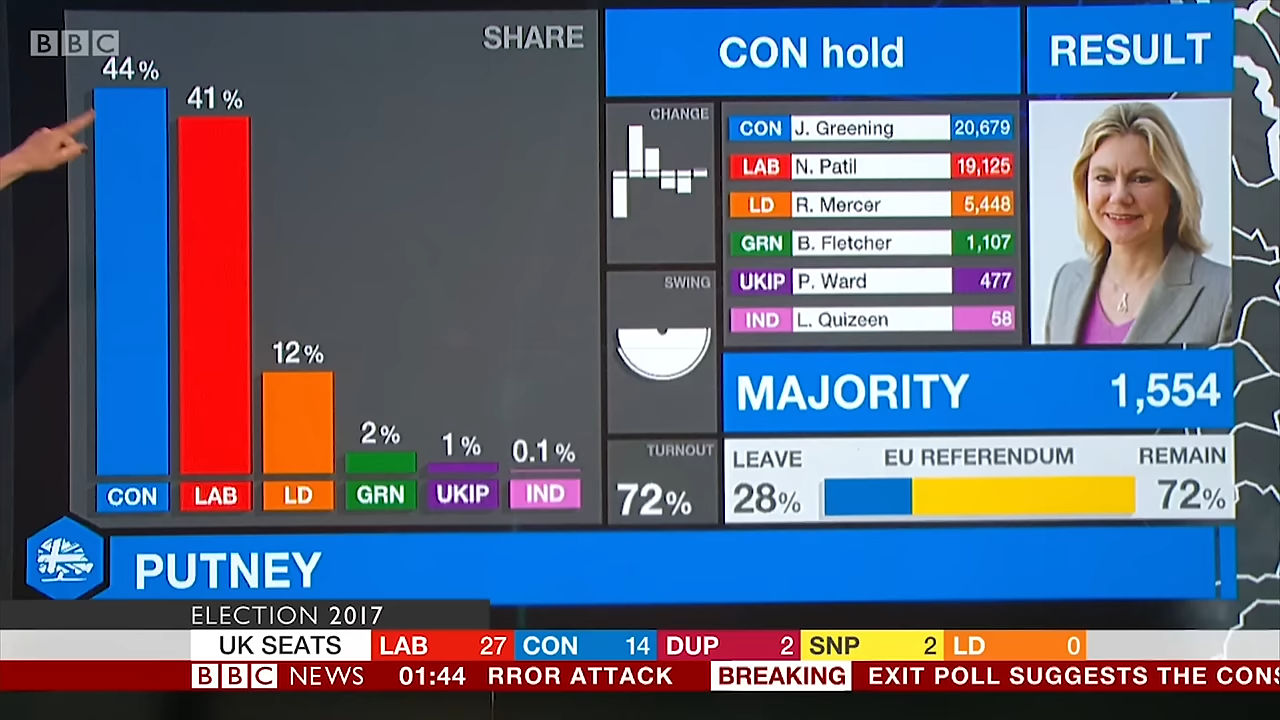 BBC
SHARE
44%
41%
12%
2%
1%
0.1%
CON LAB LD GRN UKIP IND
CON hold
RESULT
CHANGE
CON J. Greening 20,679
LAB N. Patil 19,125
LD R. Mercer 5,448
GRN B. Fletcher 1,107
UKIP P. Ward 477
IND L. Quizeen 58
SWING
MAJORITY 1,554
TURNOUT
72%
LEAVE EU REFERENDUM REMAIN
28% 72%
PUTNEY
ELECTION 2017
UK SEATS LAB 27 CON 14 DUP 2 SNP 2 LD 0
BBC NEWS 01:44 RROR ATTACK BREAKING EXIT POLL SUGGESTS THE CONS